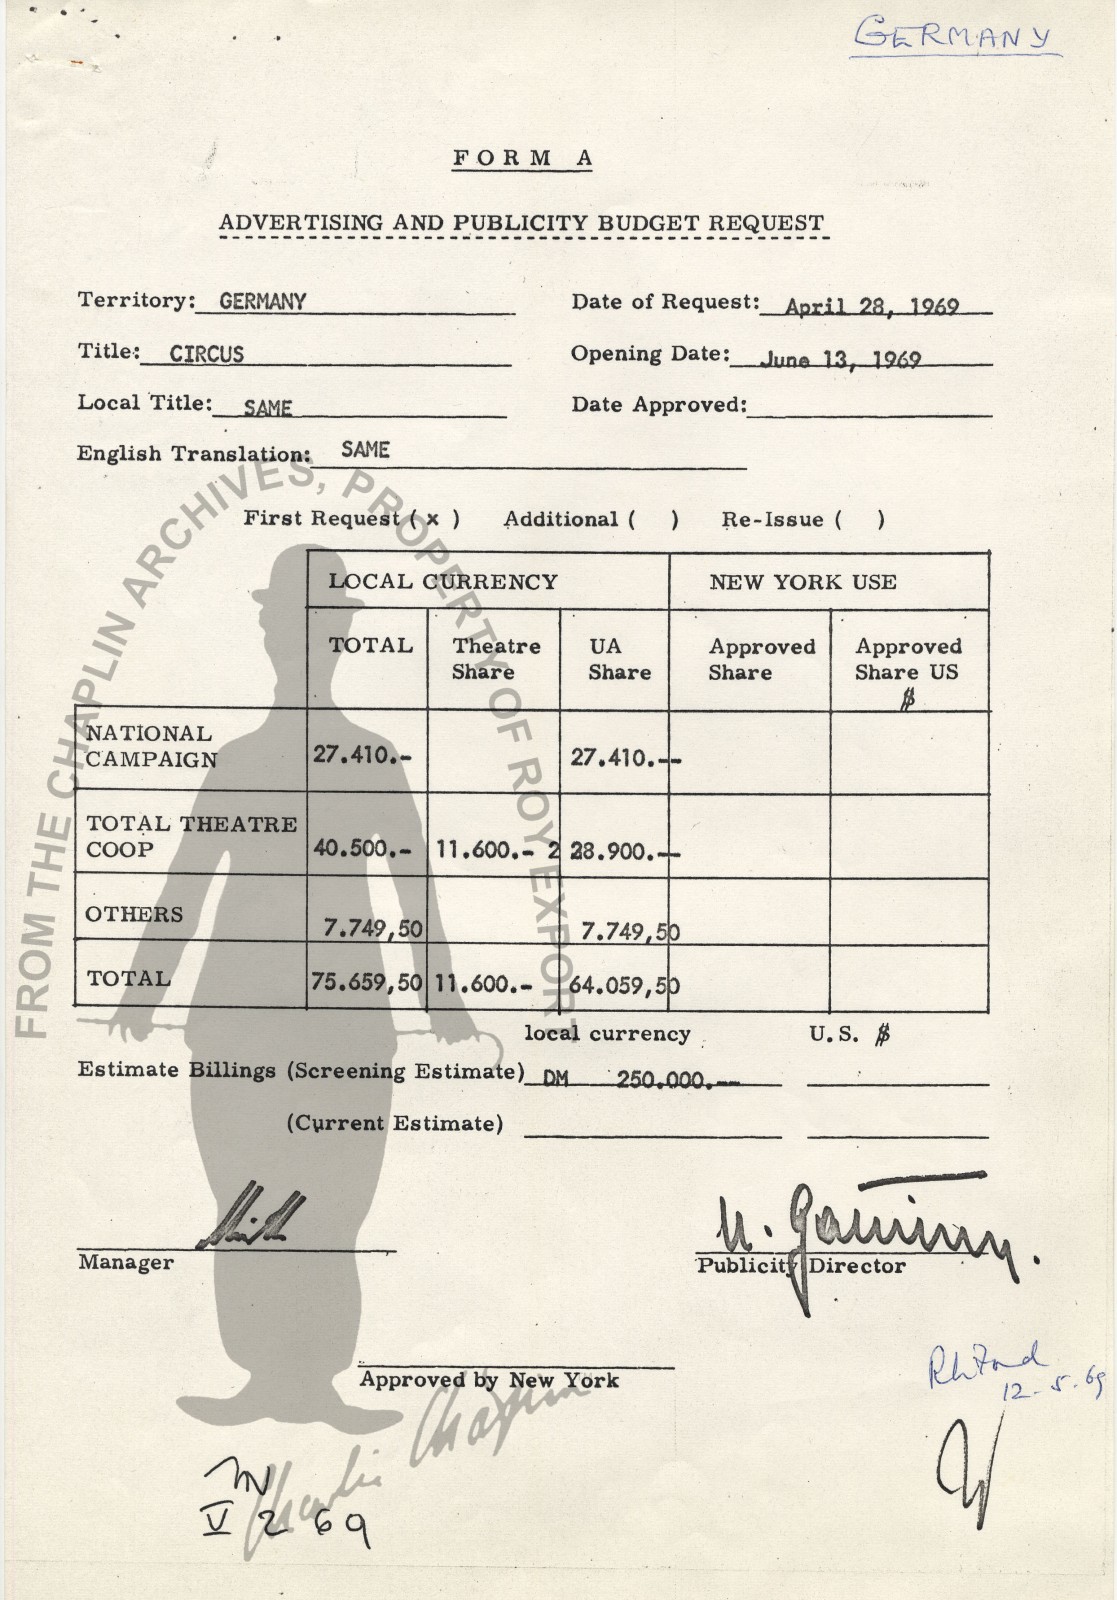 GERMANY
FORM A
ADVERTISING AND PUBLICITY BUDGET REQUEST
Territory: GERMANY Date of Request: April 28, 1969
Title: CIRCUS Opening Date: June 13, 1969
Local Title: SAME Date Approved:
English Translation: SAME
First Request ( x ) Additional ( ) Re-Issue ( )
LOCAL CURRENCY NEW YORK USE
TOTAL Theatre Share UA Share Approved Share Approved Share US $
NATIONAL CAMPAIGN 27.410.- 27.410.--
TOTAL THEATRE COOP 40.500.- 11.600.- 2 28.900.--
OTHERS 7.749,50 7.749,50
TOTAL 75.659,50 11.600.- 64.059,50
local currency U.S. $
Estimate Billings (Screening Estimate) DM 250.000.--
(Current Estimate)
Manager Publicity Director
Approved by New York
12-5-69
V 2 69
FROM THE CHAPLIN ARCHIVES, PROPERTY OF ROY EXPORT
Charlie Chaplin